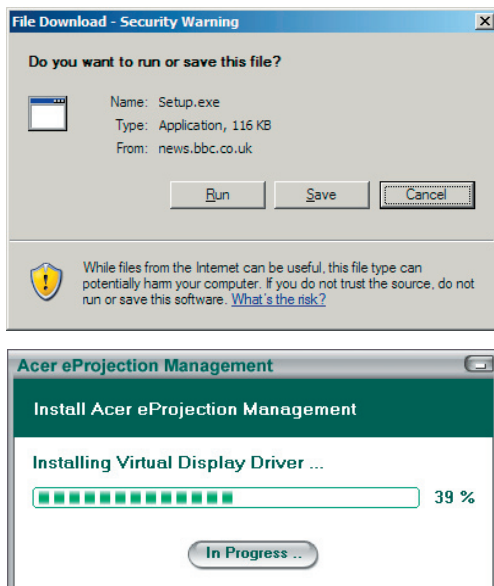 File Download - Security Warning
Do you want to run or save this file?
Name: Setup.exe
Type: Application, 116 KB
From: news.bbc.co.uk
Run Save Cancel
While files from the Internet can be useful, this file type can
potentially harm your computer. If you do not trust the source, do not
run or save this software. What's the risk?
Acer eProjection Management
Install Acer eProjection Management
Installing Virtual Display Driver ...
39 %
In Progress ..